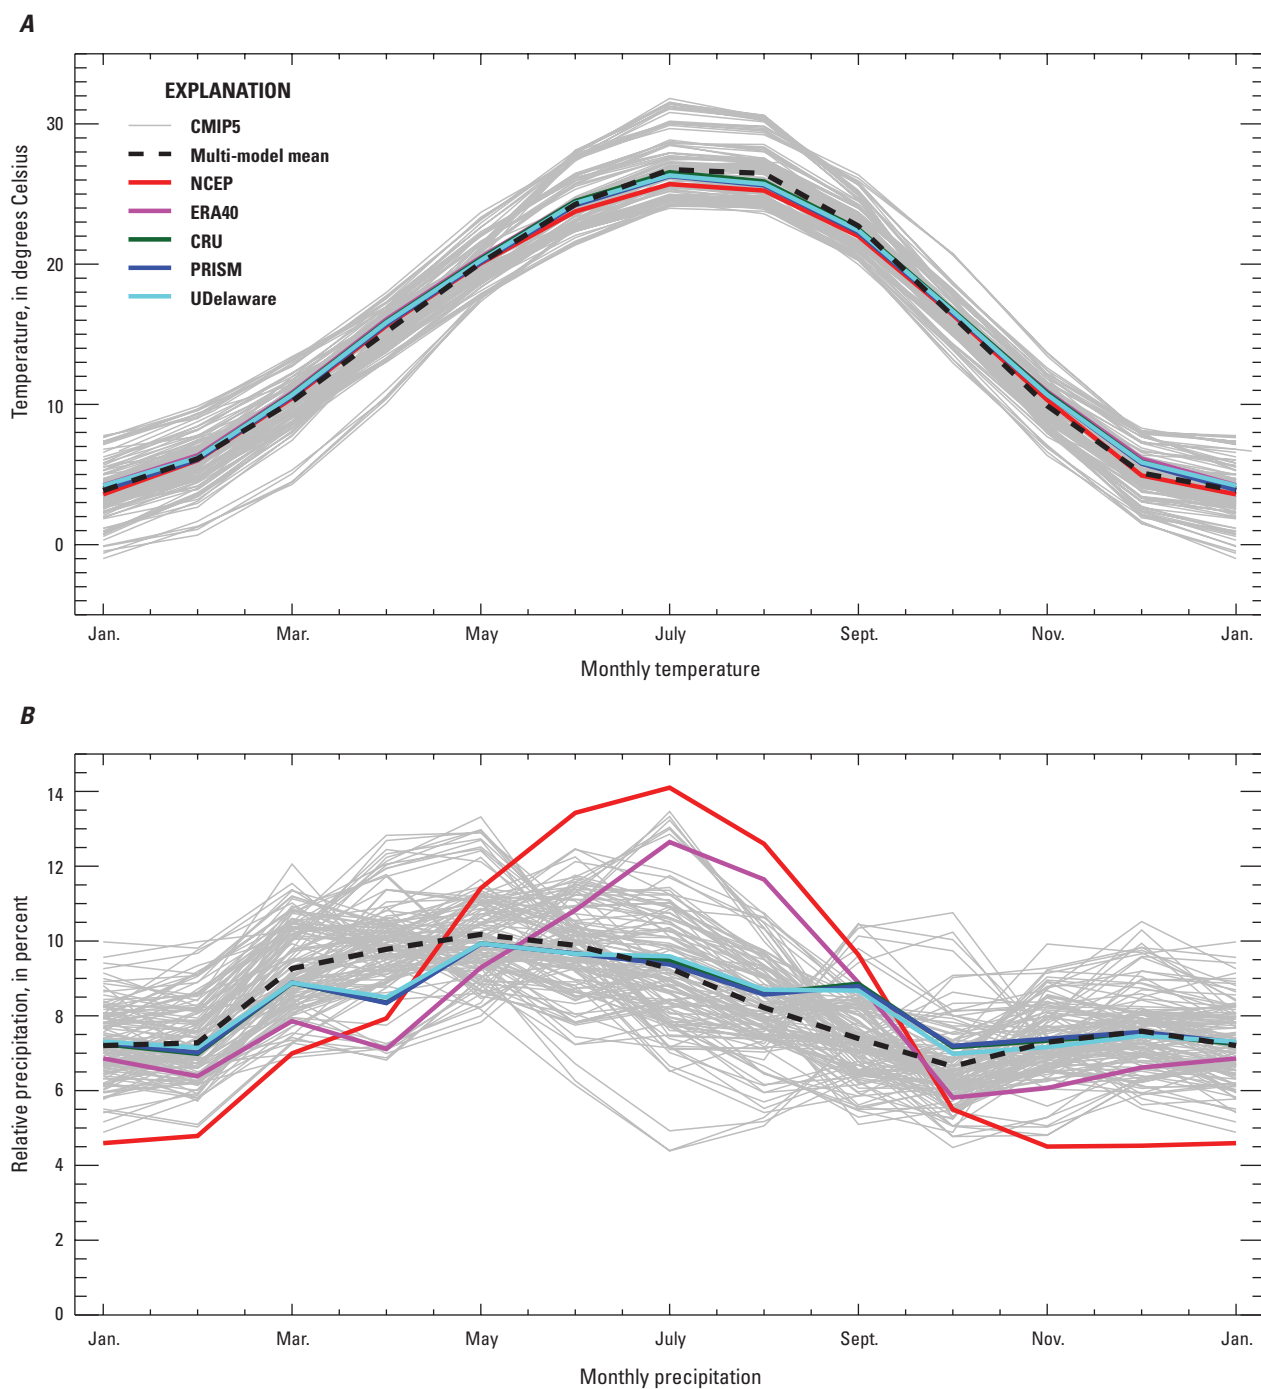 A
EXPLANATION
CMIP5
Multi-model mean
NCEP
ERA40
CRU
PRISM
UDelaware
Temperature, in degrees Celsius
30
20
10
0
Jan. Mar. May July Sept. Nov. Jan.
Monthly temperature
B
Relative precipitation, in percent
14
12
10
8
6
4
2
0
Jan. Mar. May July Sept. Nov. Jan.
Monthly precipitation